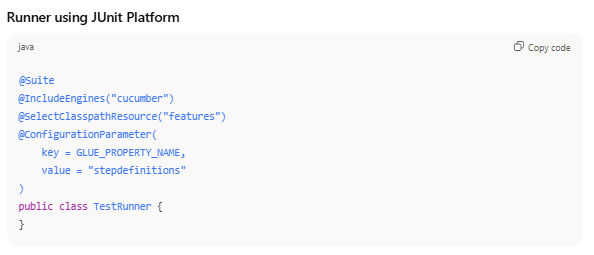 Runner using JUnit Platform
java
Copy code
@Suite
@IncludeEngines("cucumber")
@SelectClasspathResource("features")
@ConfigurationParameter(
    key = GLUE_PROPERTY_NAME,
    value = "stepdefinitions"
)
public class TestRunner {
}